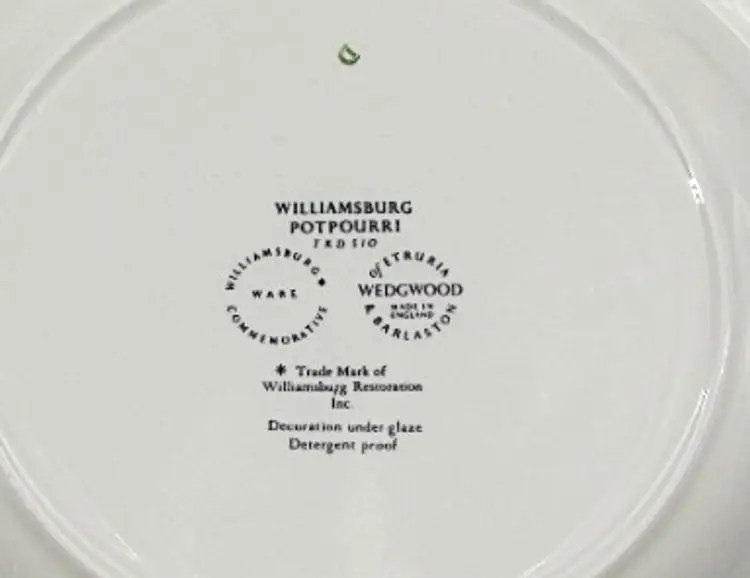 WILLIAMSBURG
POTPOURRI
TKD 510
WILLIAMSBURG *
WARE
COMMEMORATIVE
of ETRURIA
WEDGWOOD
MADE IN
ENGLAND
& BARLASTON
* Trade Mark of
Williamsburg Restoration
Inc.
Decoration under glaze
Detergent proof